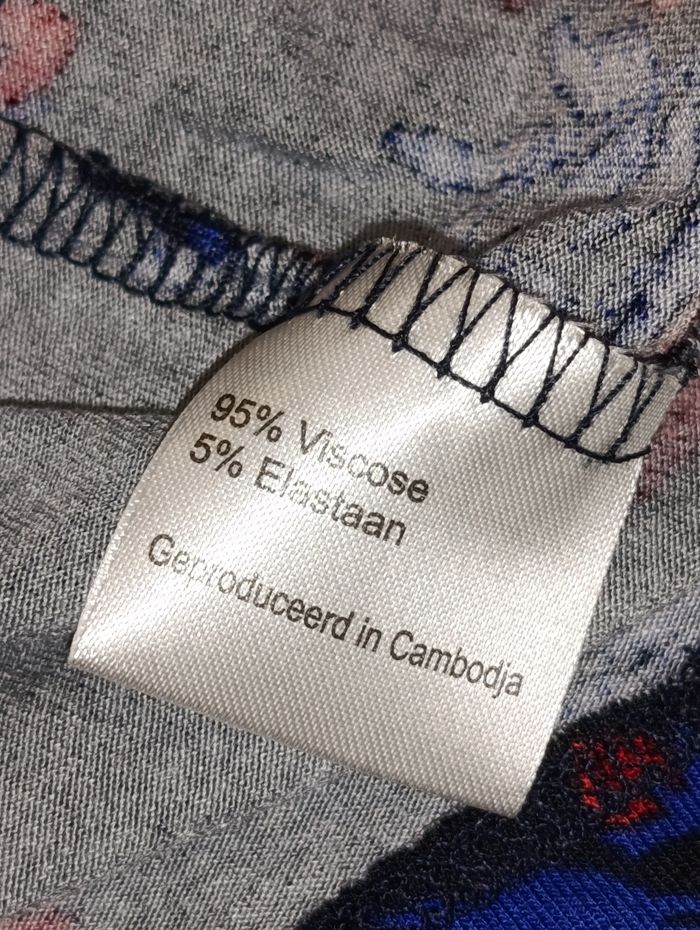 95% Viscose
5% Elastaan
Geproduceerd in Cambodja